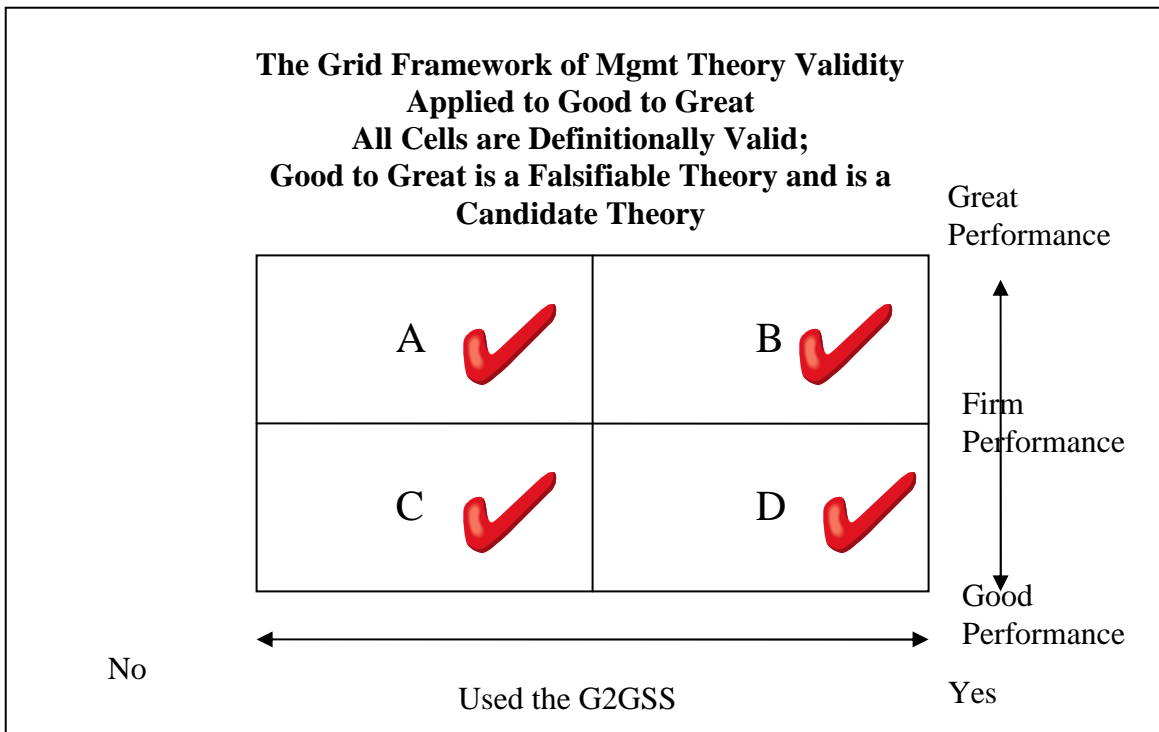 The Grid Framework of Mgmt Theory Validity
Applied to Good to Great
All Cells are Definitionally Valid;
Good to Great is a Falsifiable Theory and is a
Candidate Theory
Great
Performance
A
B
Firm
Performance
C
D
Good
Performance
No
Used the G2GSS
Yes